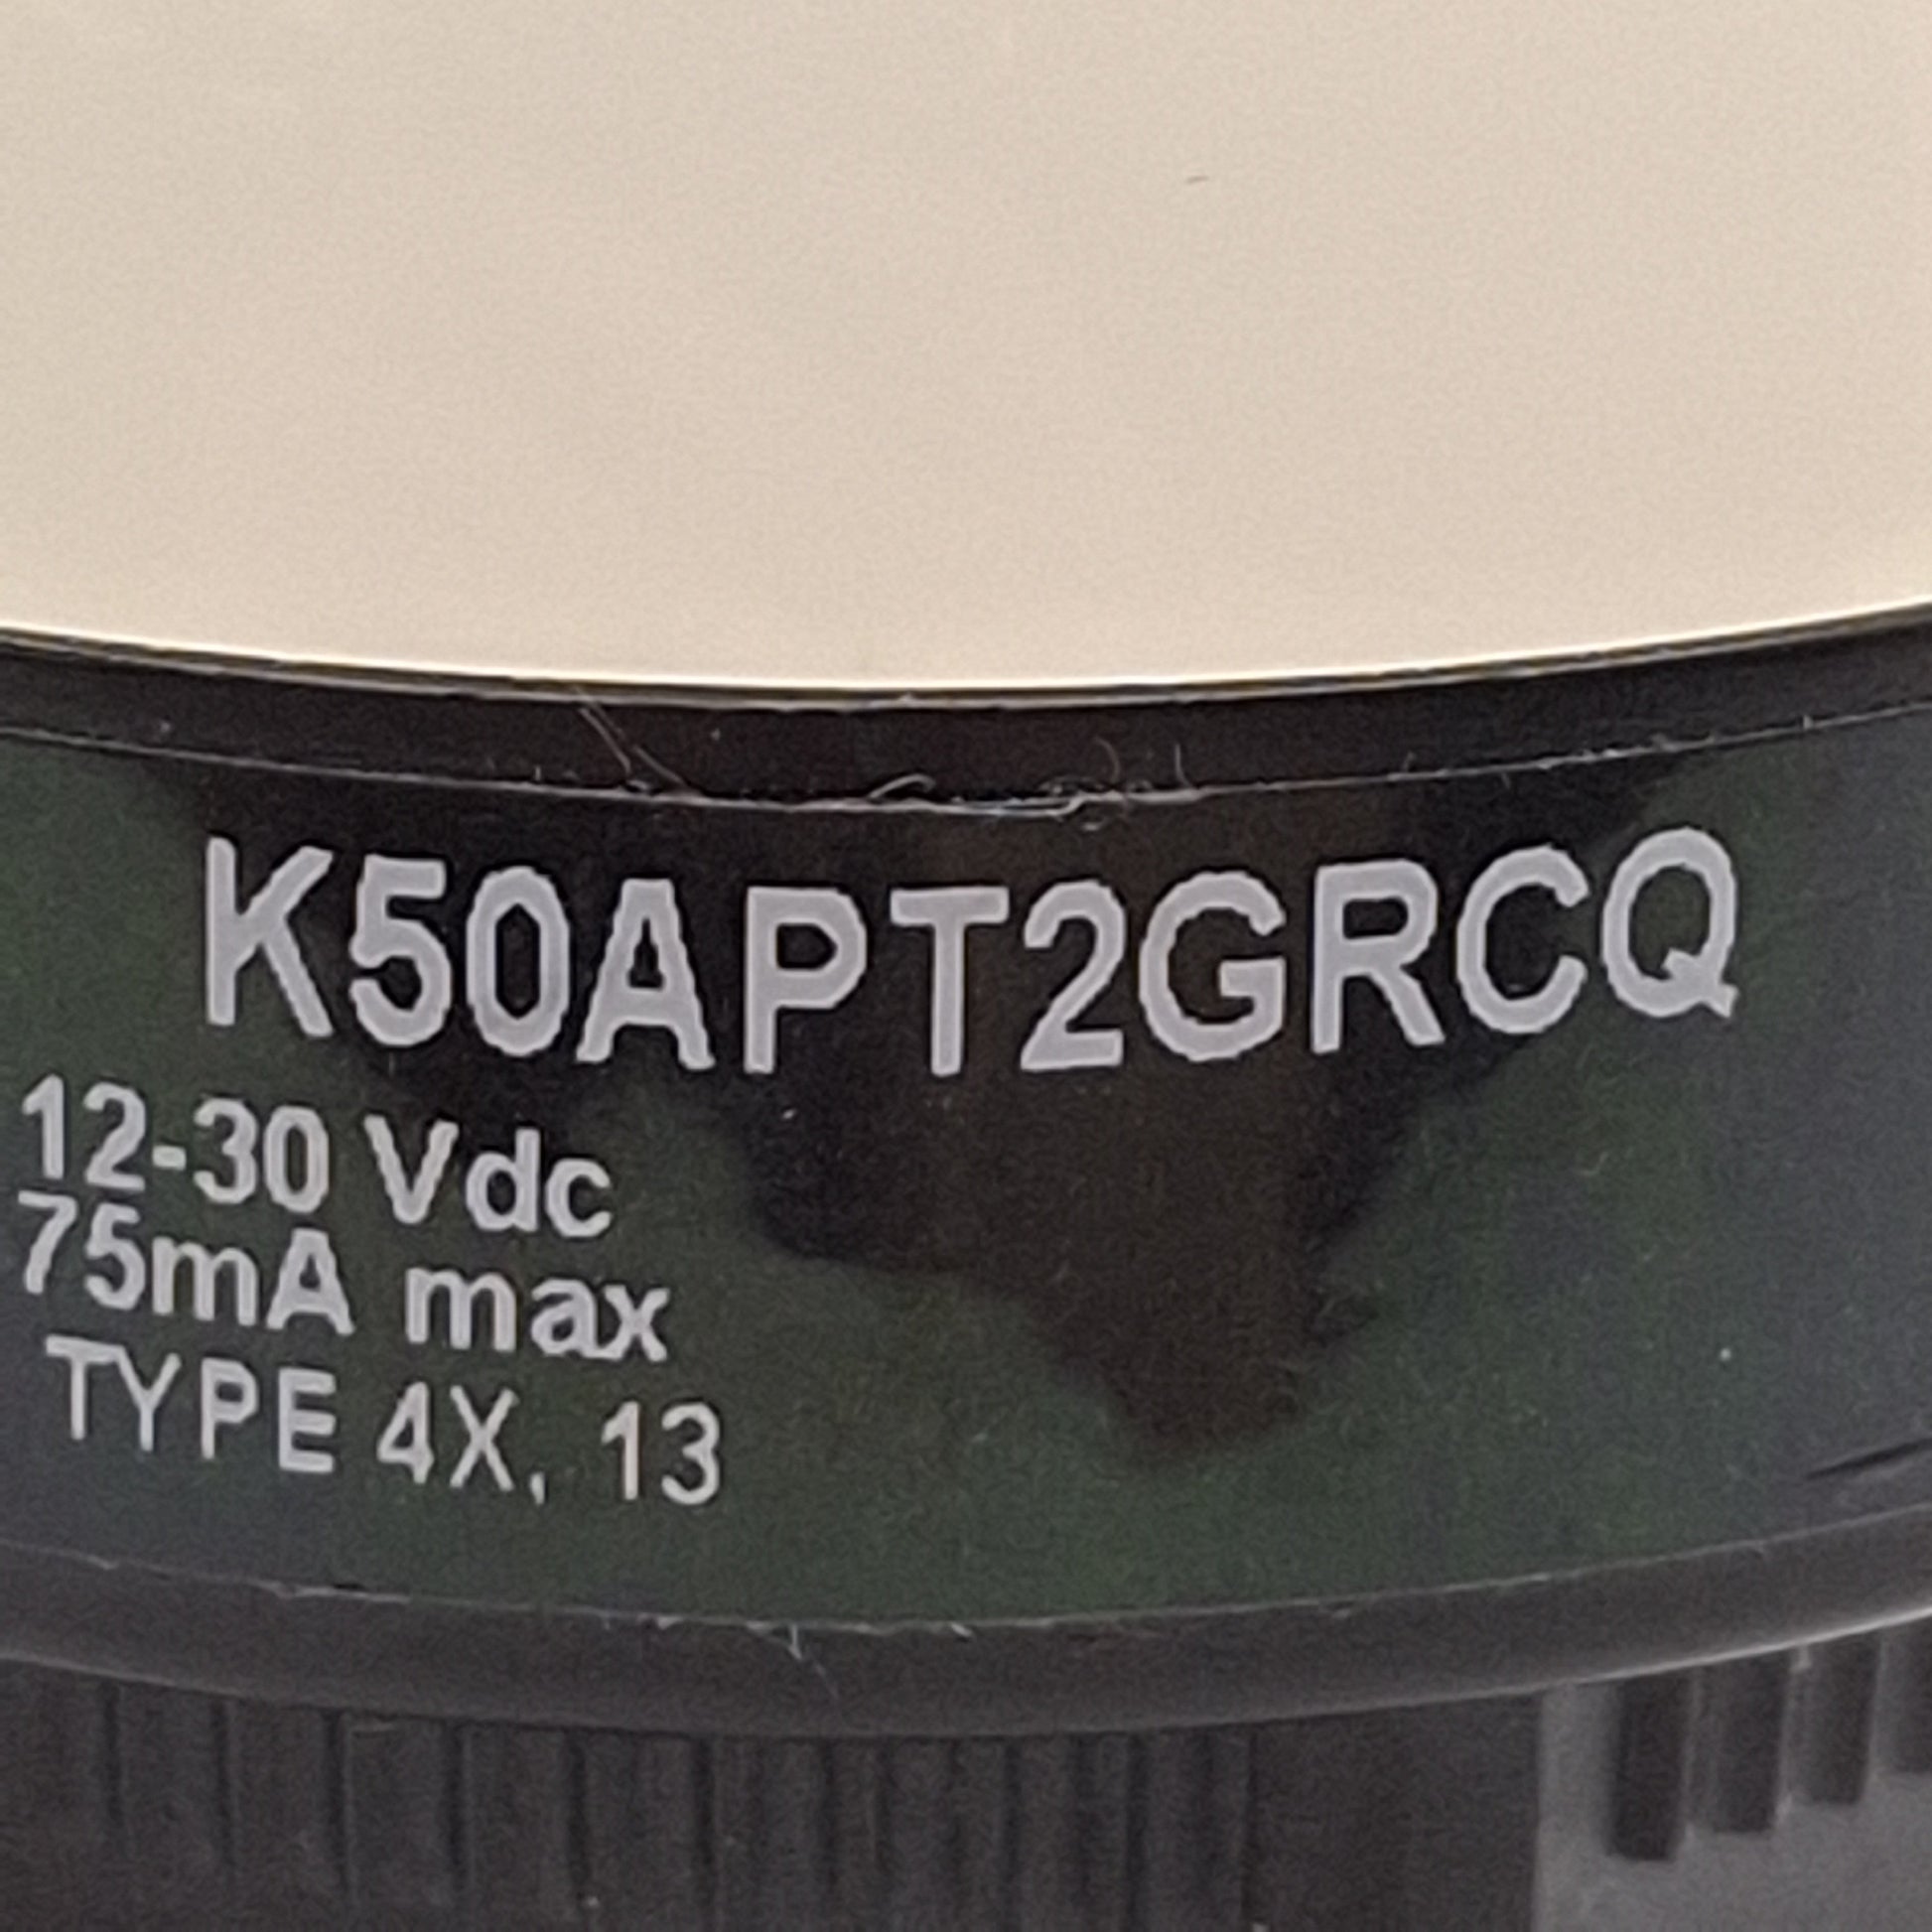 K50APT2GRCQ
12-30 Vdc
75mA max
TYPE 4X, 13